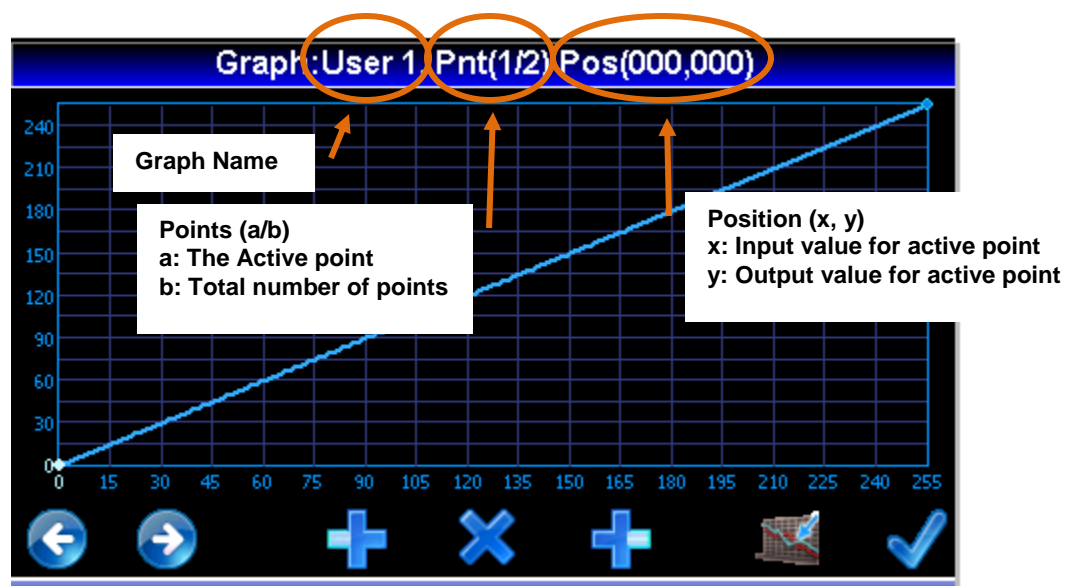 Graph:User 1, Pnt(1/2) Pos(000,000)
240
210
180
150
120
90
60
30
0
Graph Name
Points (a/b)
a: The Active point
b: Total number of points
Position (x, y)
x: Input value for active point
y: Output value for active point
0 15 30 45 60 75 90 105 120 135 150 165 180 195 210 225 240 255